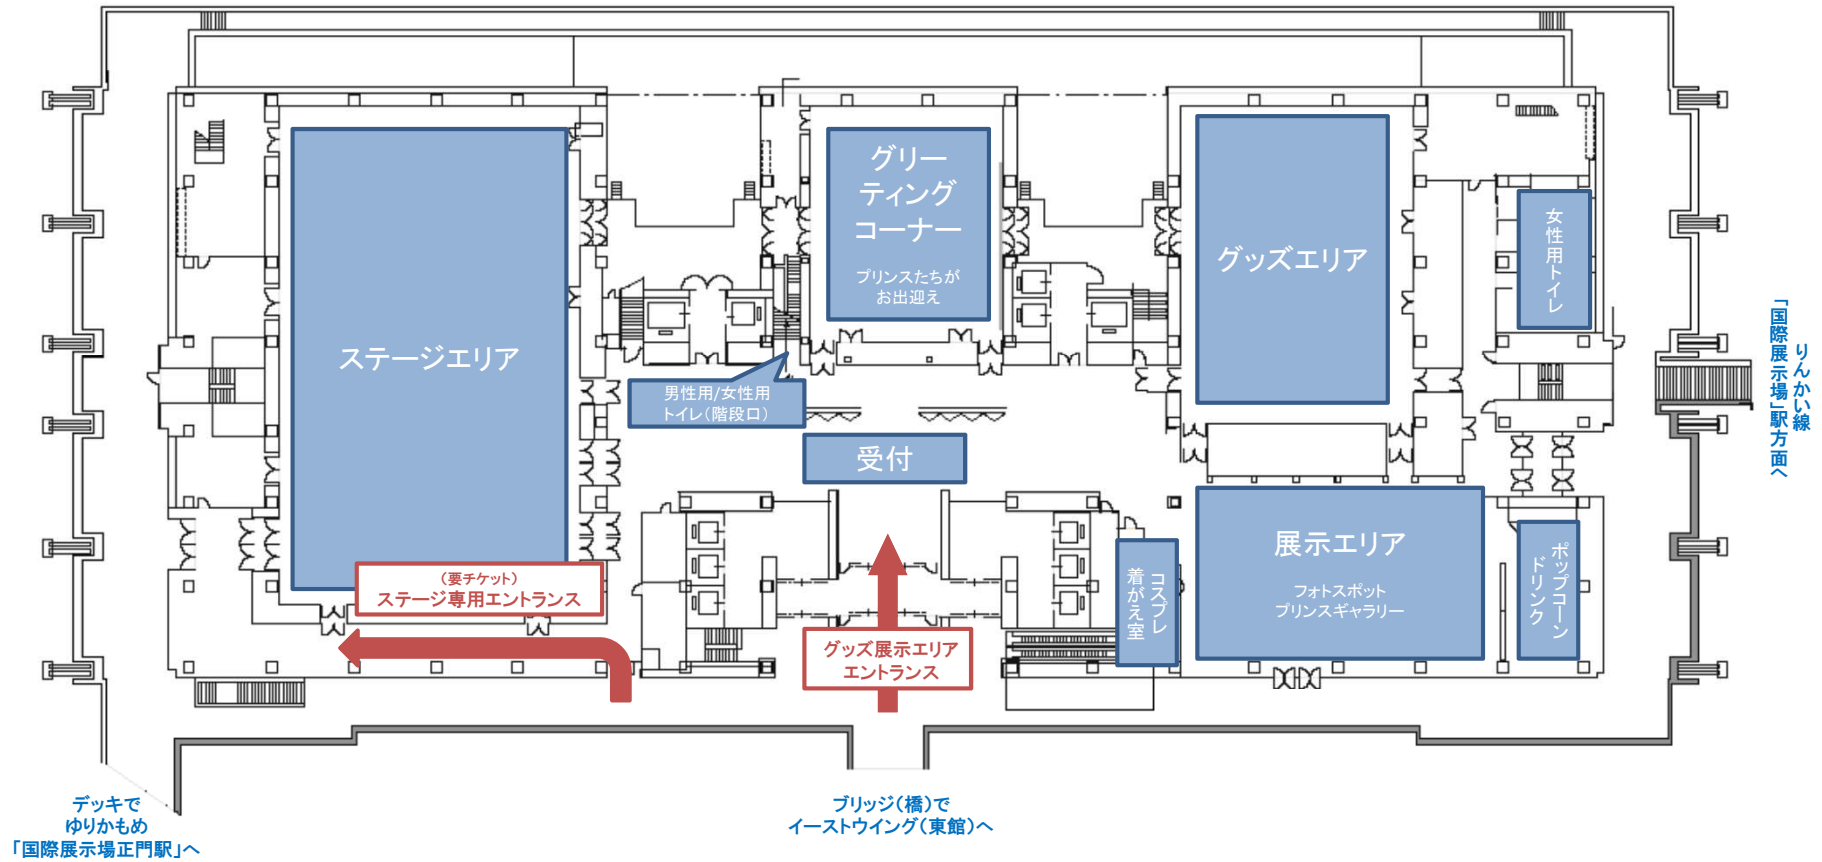 グリー
ティング
コーナー
プリンスたちが
お出迎え
グッズエリア
女性用トイレ
ステージエリア
男性用/女性用
トイレ(階段口)
受付
「国際展示場」駅方面へ
りんかい線
展示エリア
フォトスポット
プリンスギャラリー
コスプレ
着がえ室
ポップコーン
ドリンク
(要チケット)
ステージ専用エントランス
グッズ展示エリア
エントランス
デッキで
ゆりかもめ
「国際展示場正門駅」へ
ブリッジ(橋)で
イーストウイング(東館)へ